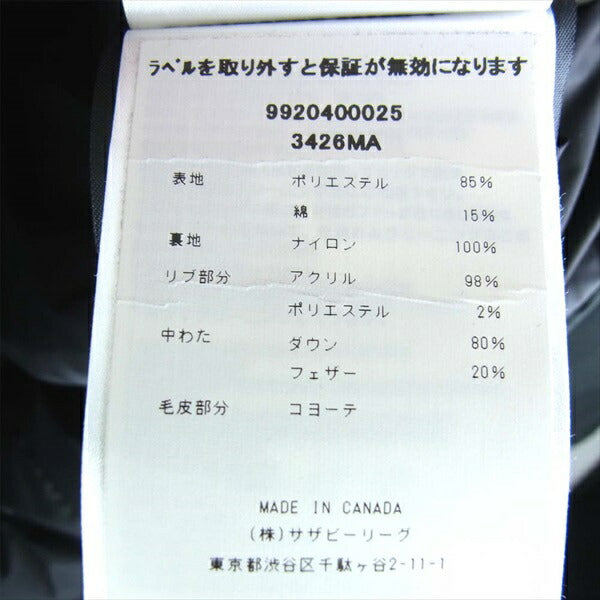 ラベルを取り外すと保証が無効になります
9920400025
3426MA
表地 ポリエステル 85%
綿 15%
裏地 ナイロン 100%
リブ部分 アクリル 98%
ポリエステル 2%
中わた ダウン 80%
フェザー 20%
毛皮部分 コヨーテ
MADE IN CANADA
(株)サザビーリーグ
東京都渋谷区千駄ヶ谷2-11-1